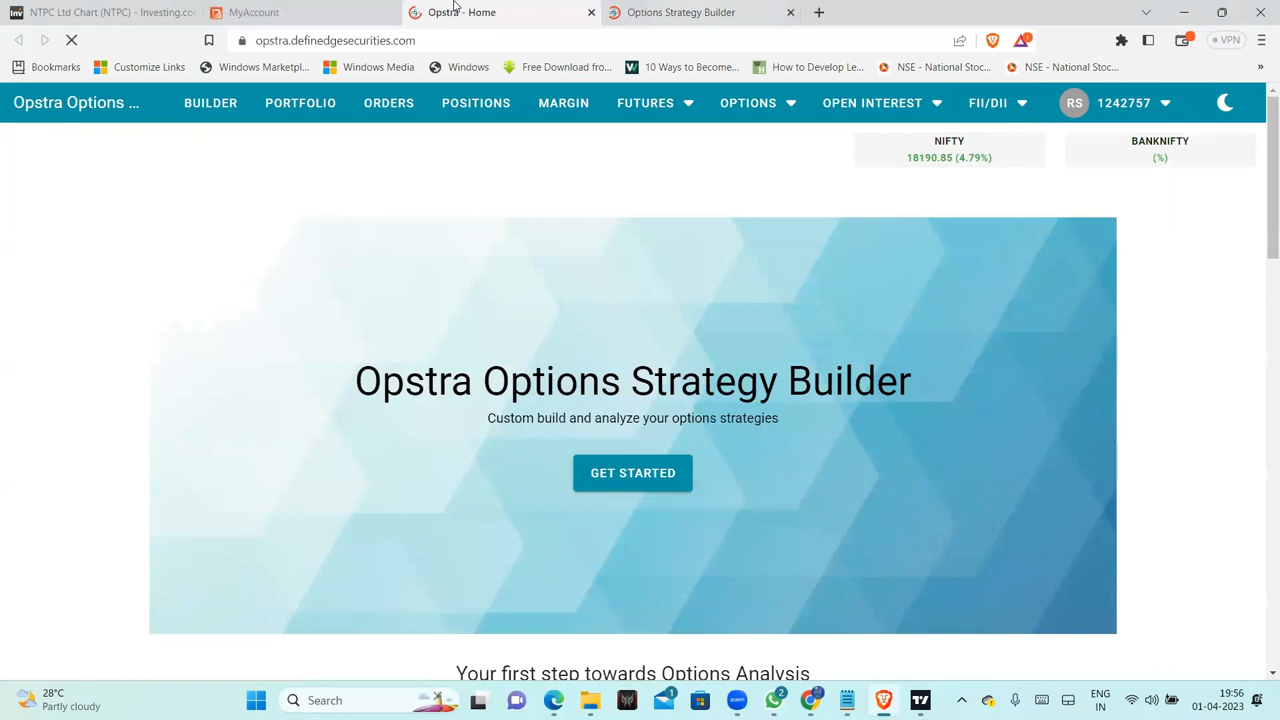 NTPC Ltd Chart (NTPC) - Investing.co
MyAccount
Opstra - Home
Options Strategy Builder
opstra.definedgesecurities.com
VPN
Bookmarks
Customize Links
Windows Marketpl...
Windows Media
Windows
Free Download fro...
10 Ways to Become...
How to Develop Le...
NSE - National Stoc...
NSE - National Stoc...
»
Opstra Options ...
BUILDER
PORTFOLIO
ORDERS
POSITIONS
MARGIN
FUTURES
OPTIONS
OPEN INTEREST
FII/DII
RS
1242757
NIFTY
18190.85 (4.79%)
BANKNIFTY
(%)
Opstra Options Strategy Builder
Custom build and analyze your options strategies
GET STARTED
Your first step towards Options Analysis
28°C
Partly cloudy
Search
1
2
ENG
IN
19:56
01-04-2023